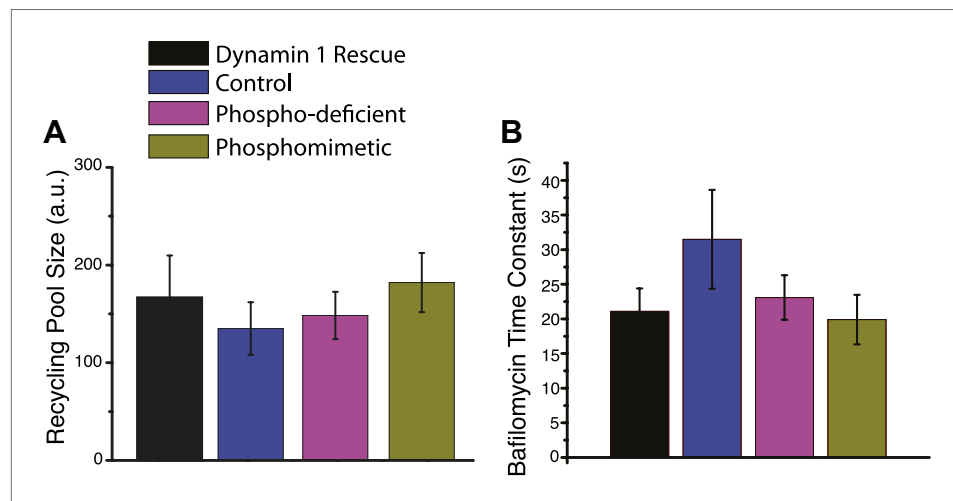 Dynamin 1 Rescue
Control
Phospho-deficient
Phosphomimetic
A
Recycling Pool Size (a.u.)
300
200
100
0
B
Bafilomycin Time Constant (s)
40
35
30
25
20
15
10
5
0